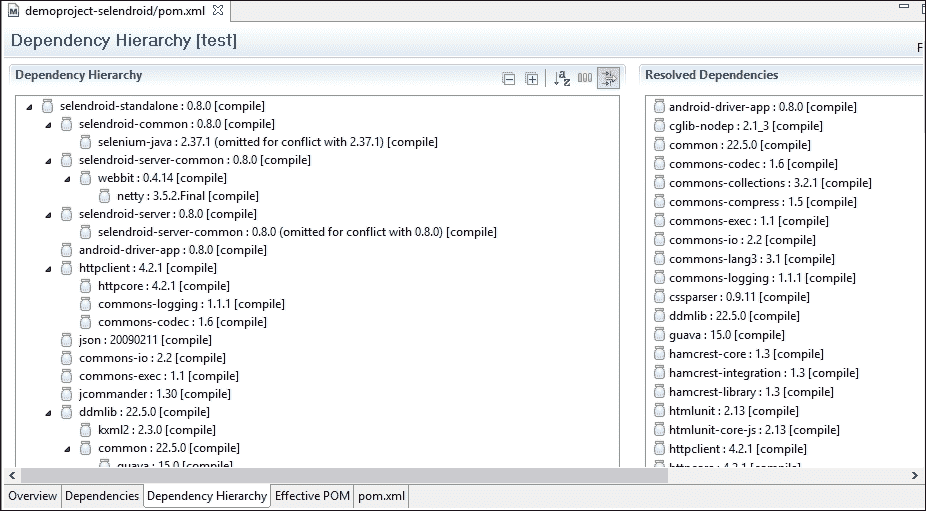 demoproject-selendroid/pom.xml
Dependency Hierarchy [test]
F
Dependency Hierarchy
selendroid-standalone : 0.8.0 [compile]
selendroid-common : 0.8.0 [compile]
selenium-java : 2.37.1 (omitted for conflict with 2.37.1) [compile]
selendroid-server-common : 0.8.0 [compile]
webbit : 0.4.14 [compile]
netty : 3.5.2.Final [compile]
selendroid-server : 0.8.0 [compile]
selendroid-server-common : 0.8.0 (omitted for conflict with 0.8.0) [compile]
android-driver-app : 0.8.0 [compile]
httpclient : 4.2.1 [compile]
httpcore : 4.2.1 [compile]
commons-logging : 1.1.1 [compile]
commons-codec : 1.6 [compile]
json : 20090211 [compile]
commons-io : 2.2 [compile]
commons-exec : 1.1 [compile]
jcommander : 1.30 [compile]
ddmlib : 22.5.0 [compile]
kxml2 : 2.3.0 [compile]
common : 22.5.0 [compile]
guava : 15.0 [compile]
Resolved Dependencies
android-driver-app : 0.8.0 [compile]
cglib-nodep : 2.1_3 [compile]
common : 22.5.0 [compile]
commons-codec : 1.6 [compile]
commons-collections : 3.2.1 [compile]
commons-compress : 1.5 [compile]
commons-exec : 1.1 [compile]
commons-io : 2.2 [compile]
commons-lang3 : 3.1 [compile]
commons-logging : 1.1.1 [compile]
cssparser : 0.9.11 [compile]
ddmlib : 22.5.0 [compile]
guava : 15.0 [compile]
hamcrest-core : 1.3 [compile]
hamcrest-integration : 1.3 [compile]
hamcrest-library : 1.3 [compile]
htmlunit : 2.13 [compile]
htmlunit-core-js : 2.13 [compile]
httpclient : 4.2.1 [compile]
httpcore : 4.2.1 [compile]
Overview Dependencies Dependency Hierarchy Effective POM pom.xml